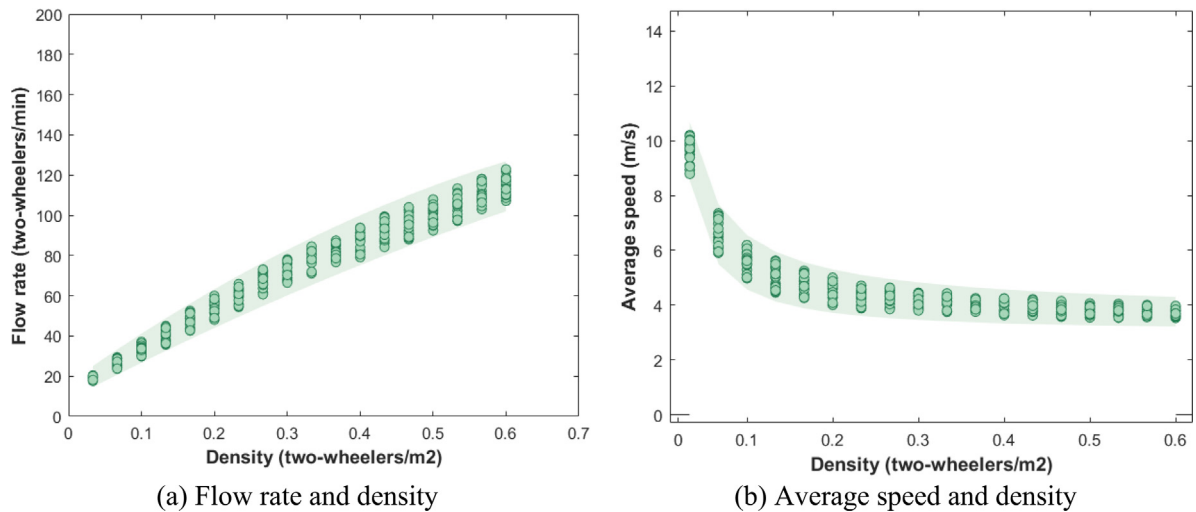 200
180
160
140
120
100
80
60
40
20
0
Flow rate (two-wheelers/min)
0 0.1 0.2 0.3 0.4 0.5 0.6 0.7
Density (two-wheelers/m2)
(a) Flow rate and density
14
12
10
8
6
4
2
0
Average speed (m/s)
0 0.1 0.2 0.3 0.4 0.5 0.6
Density (two-wheelers/m2)
(b) Average speed and density